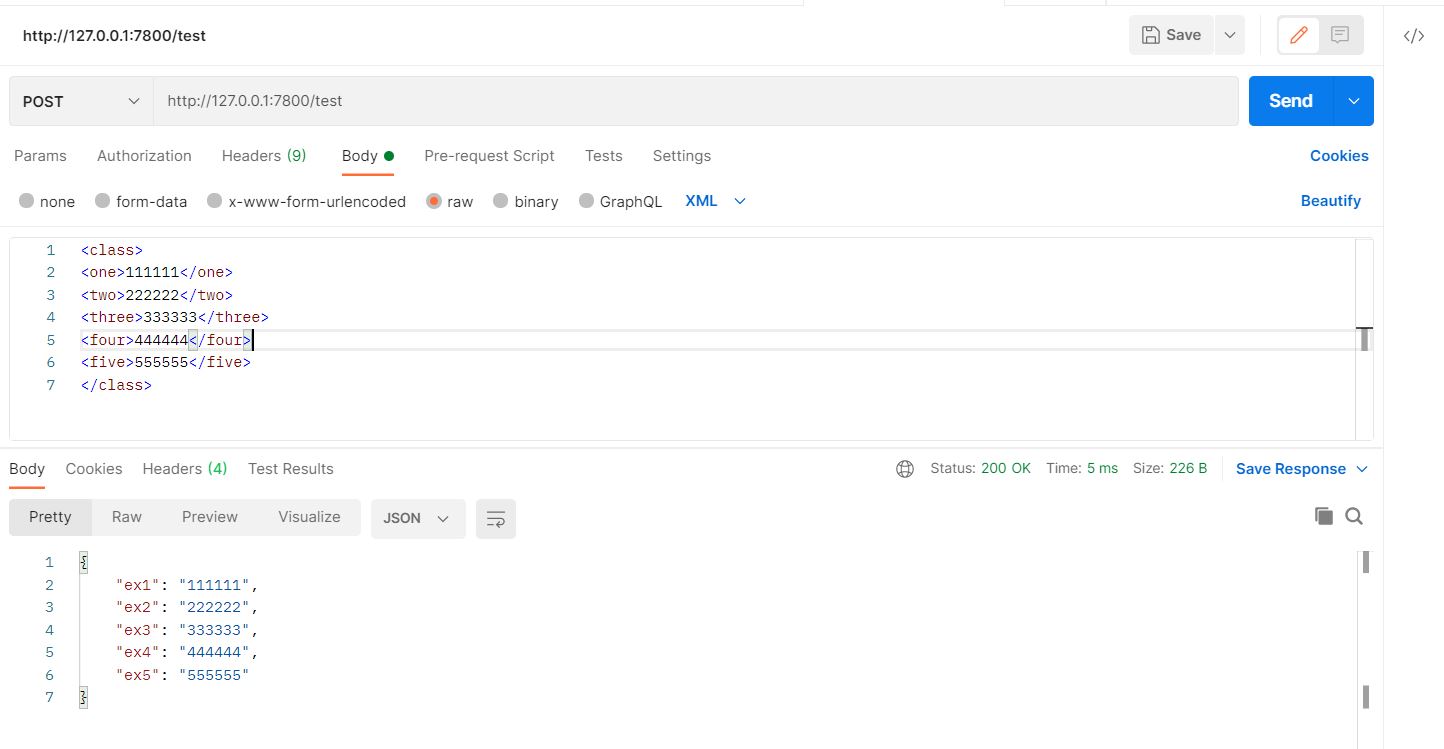 http://127.0.0.1:7800/test
Save
</>
POST
http://127.0.0.1:7800/test
Send
Params Authorization Headers (9) Body Pre-request Script Tests Settings Cookies
none form-data x-www-form-urlencoded raw binary GraphQL XML Beautify
1 <class>
2 <one>111111</one>
3 <two>222222</two>
4 <three>333333</three>
5 <four>444444</four>
6 <five>555555</five>
7 </class>
Body Cookies Headers (4) Test Results Status: 200 OK Time: 5 ms Size: 226 B Save Response
Pretty Raw Preview Visualize JSON
1 {
2 "ex1": "111111",
3 "ex2": "222222",
4 "ex3": "333333",
5 "ex4": "444444",
6 "ex5": "555555"
7 }